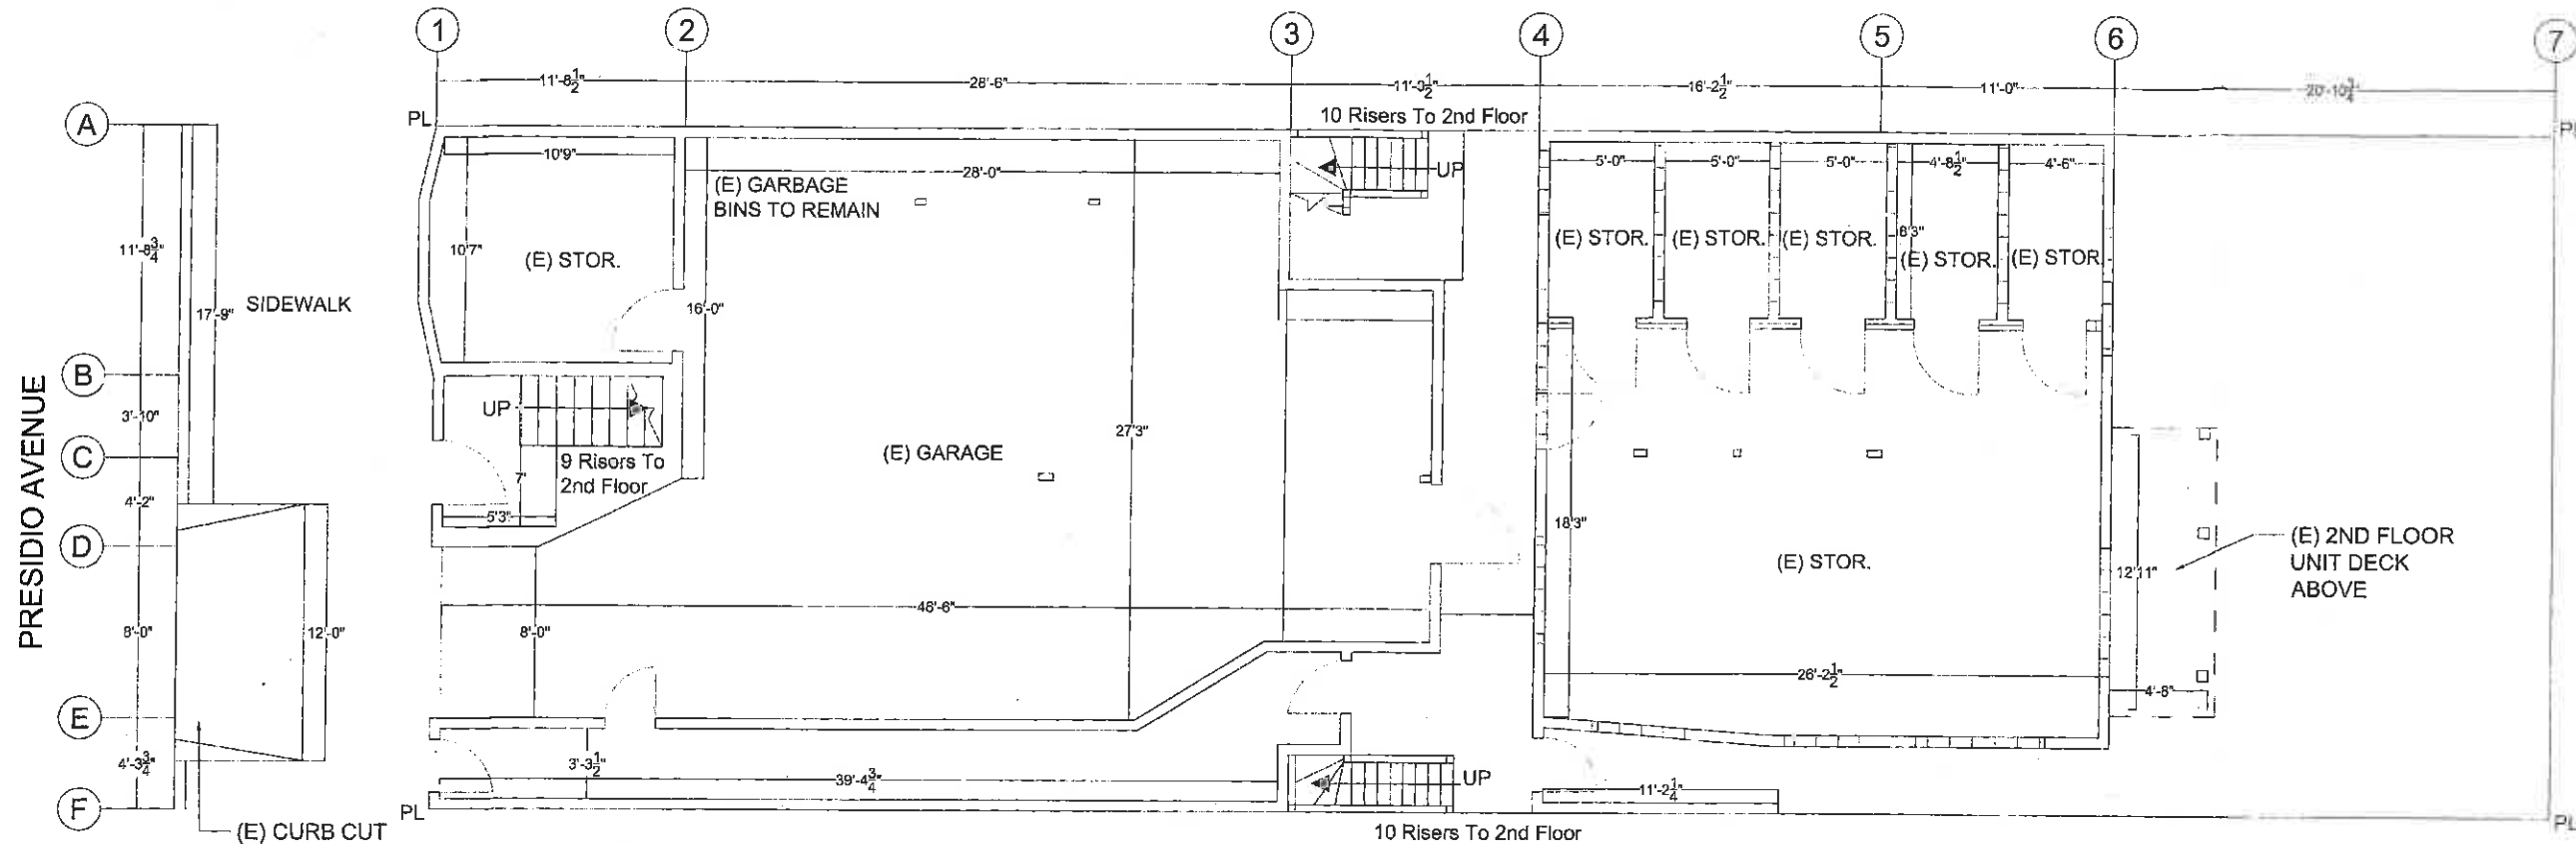 1 2 3 4 5 6 7
11'-8½" 28'-6" 11'-9½" 16'-2½" 11'-0" 20'-10¾"
A
PL
10 Risers To 2nd Floor
PL
10'9"
28'-0"
UP
5'-0" 5'-0" 5'-0" 4'-8½" 4'-6"
(E) GARBAGE
BINS TO REMAIN
11'-8¾"
10'7"
(E) STOR.
(E) STOR. (E) STOR. (E) STOR. 8'3" (E) STOR. (E) STOR.
17'-9" SIDEWALK
16'-0"
PRESIDIO AVENUE
B
3'-10"
UP
C
9 Risors To
2nd Floor
7'
(E) GARAGE
27'3"
4'-2"
5'3"
18'3"
D
(E) STOR.
12'11"
(E) 2ND FLOOR
UNIT DECK
ABOVE
48'-6"
8'-0"
12'-0"
8'-0"
26'-2½"
4'-8"
E
4'-3¾"
3'-3½"
39'-4¾"
UP
11'-2¼"
F
PL
(E) CURB CUT
10 Risers To 2nd Floor
PL